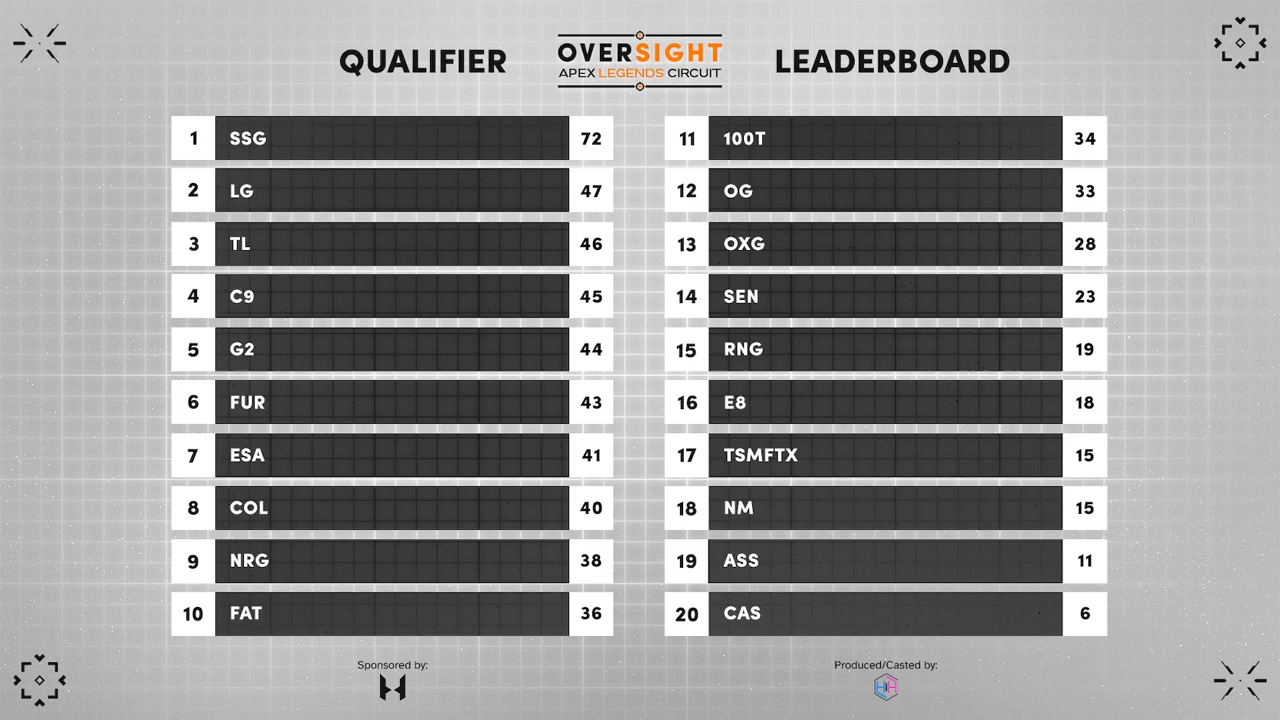 QUALIFIER
OVERSIGHT
APEX LEGENDS CIRCUIT
LEADERBOARD
1 SSG 72
2 LG 47
3 TL 46
4 C9 45
5 G2 44
6 FUR 43
7 ESA 41
8 COL 40
9 NRG 38
10 FAT 36
11 100T 34
12 OG 33
13 OXG 28
14 SEN 23
15 RNG 19
16 E8 18
17 TSMFTX 15
18 NM 15
19 ASS 11
20 CAS 6
Sponsored by:
Produced/Casted by: